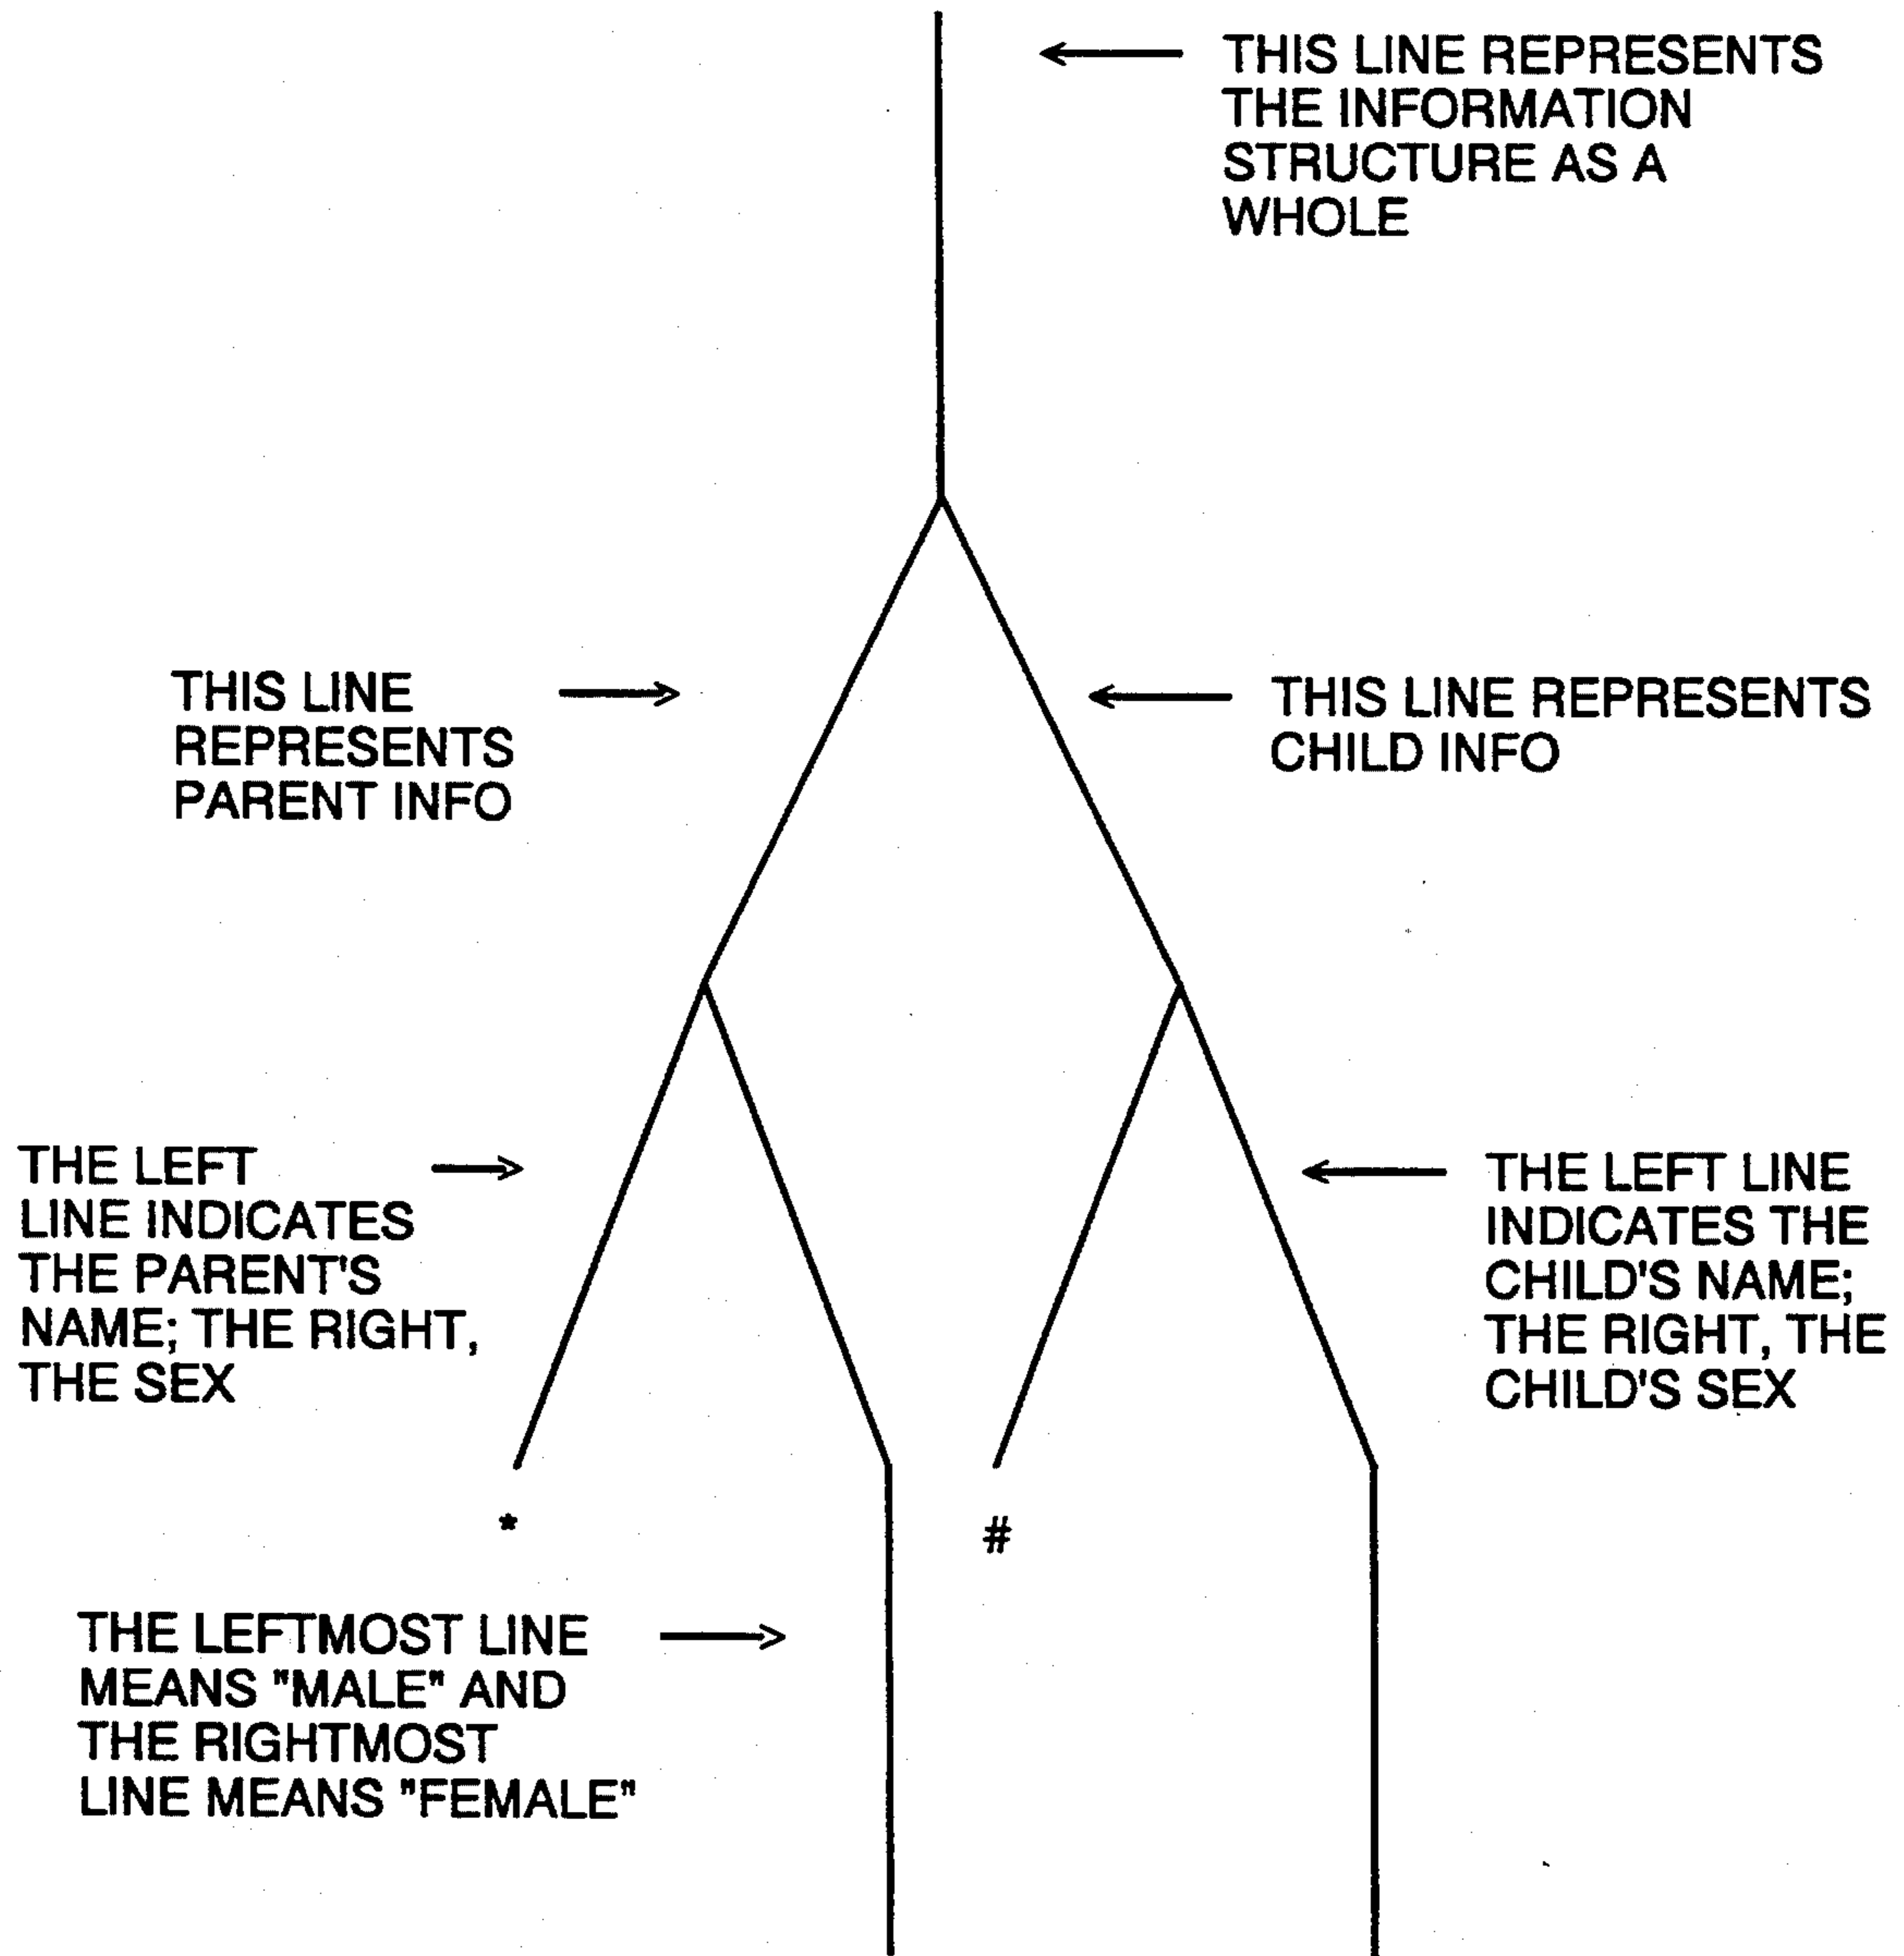 THIS LINE REPRESENTS
THE INFORMATION
STRUCTURE AS A
WHOLE
THIS LINE
REPRESENTS
PARENT INFO
THIS LINE REPRESENTS
CHILD INFO
THE LEFT
LINE INDICATES
THE PARENT'S
NAME; THE RIGHT,
THE SEX
THE LEFT LINE
INDICATES THE
CHILD'S NAME;
THE RIGHT, THE
CHILD'S SEX
*
#
THE LEFTMOST LINE
MEANS "MALE" AND
THE RIGHTMOST
LINE MEANS "FEMALE"